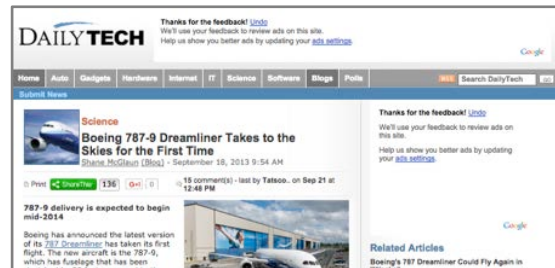 DAILYTECH
Thanks for the feedback! Undo
We'll use your feedback to review ads on this site.
Help us show you better ads by updating your ads settings.
Google
Home Auto Gadgets Hardware Internet IT Science Software Blogs Polls
RSS Search DailyTech
Submit News
Science
Boeing 787-9 Dreamliner Takes to the
Skies for the First Time
Shane McGlaun (Blog) - September 18, 2013 9:54 AM
Print ShareThis 136 G+1 0
15 comment(s) - last by Tatsco.. on Sep 21 at
12:48 PM
787-9 delivery is expected to begin
mid-2014
Boeing has announced the latest version
of its 787 Dreamliner has taken its first
flight. The new aircraft is the 787-9,
which has fuselage that has been
Thanks for the feedback! Undo
We'll use your feedback to review ads on
this site.
Help us show you better ads by updating
your ads settings.
Google
Related Articles
Boeing's 787 Dreamliner Could Fly Again in